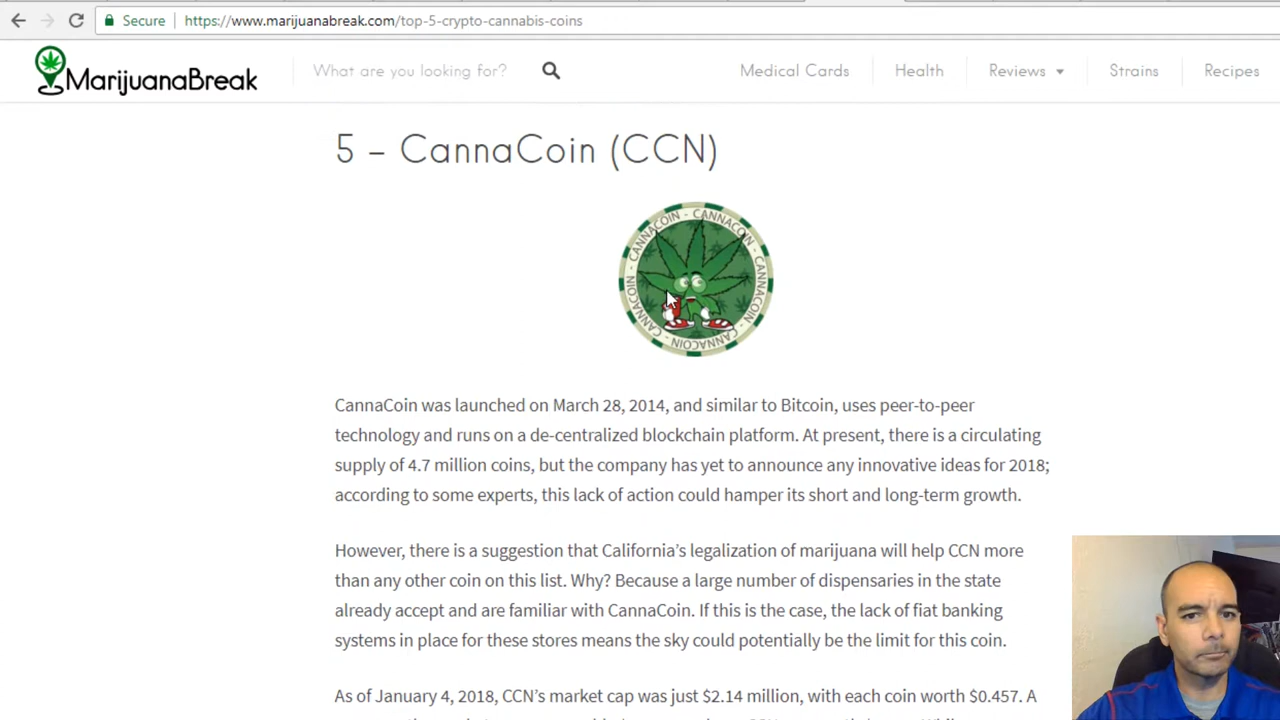 Secure https://www.marijuanabreak.com/top-5-crypto-cannabis-coins
MarijuanaBreak What are you looking for? Medical Cards Health Reviews Strains Recipes
5 – CannaCoin (CCN)
CANNACOIN - CANNACOIN - CANNACOIN - CANNACOIN - CANNACOIN -
CannaCoin was launched on March 28, 2014, and similar to Bitcoin, uses peer-to-peer
technology and runs on a de-centralized blockchain platform. At present, there is a circulating
supply of 4.7 million coins, but the company has yet to announce any innovative ideas for 2018;
according to some experts, this lack of action could hamper its short and long-term growth.
However, there is a suggestion that California’s legalization of marijuana will help CCN more
than any other coin on this list. Why? Because a large number of dispensaries in the state
already accept and are familiar with CannaCoin. If this is the case, the lack of fiat banking
systems in place for these stores means the sky could potentially be the limit for this coin.
As of January 4, 2018, CCN’s market cap was just $2.14 million, with each coin worth $0.457. A